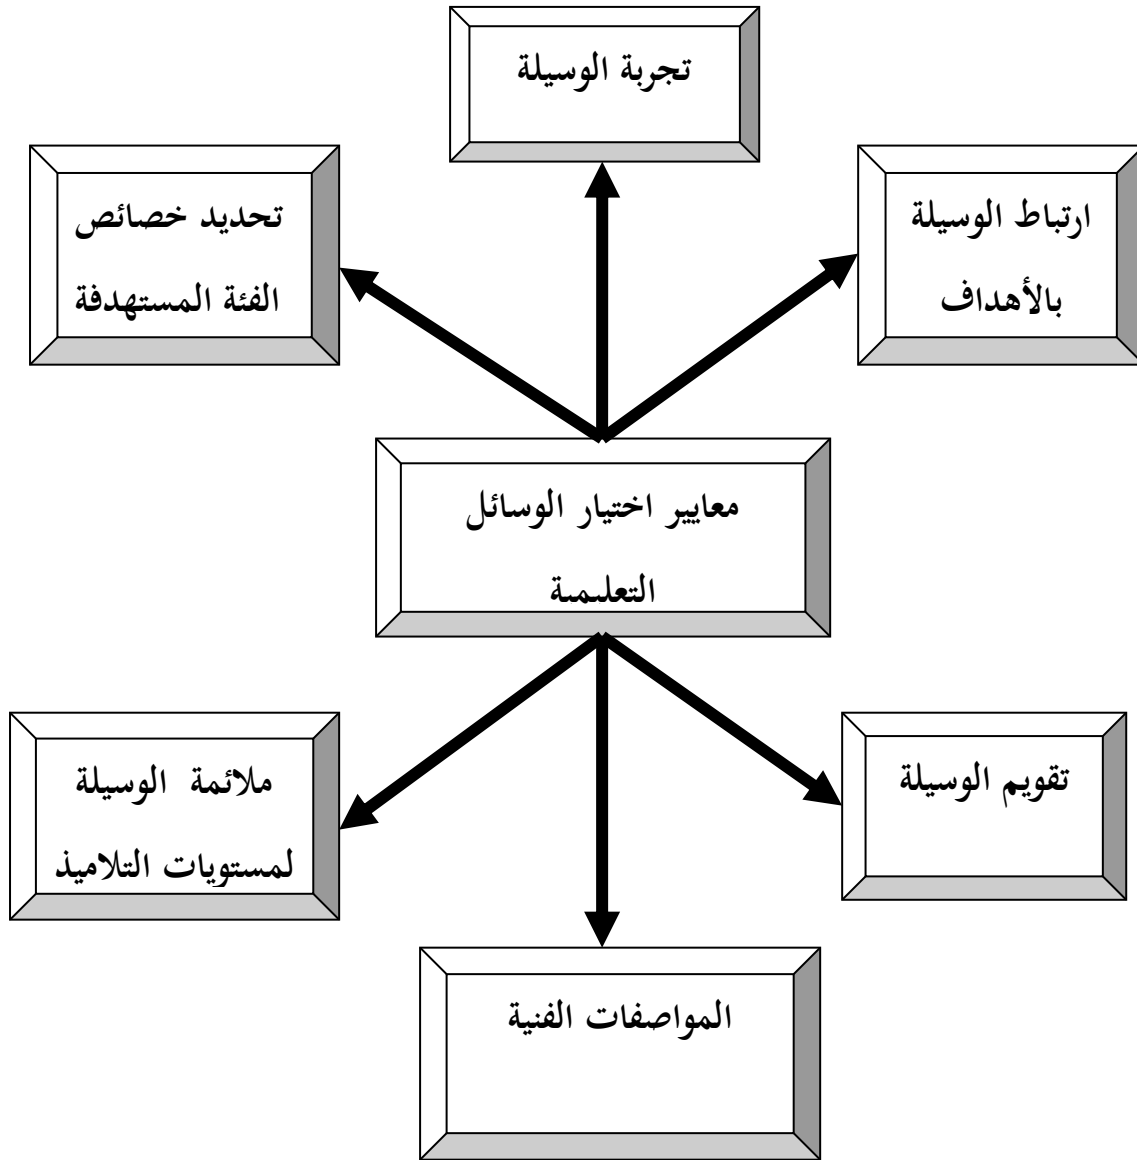 تجربة الوسيلة
ارتباط الوسيلة
بالأهداف
تحديد خصائص
الفئة المستهدفة
معايير اختيار الوسائل
التعليمية
تقويم الوسيلة
ملائمة الوسيلة
لمستويات التلاميذ
المواصفات الفنية